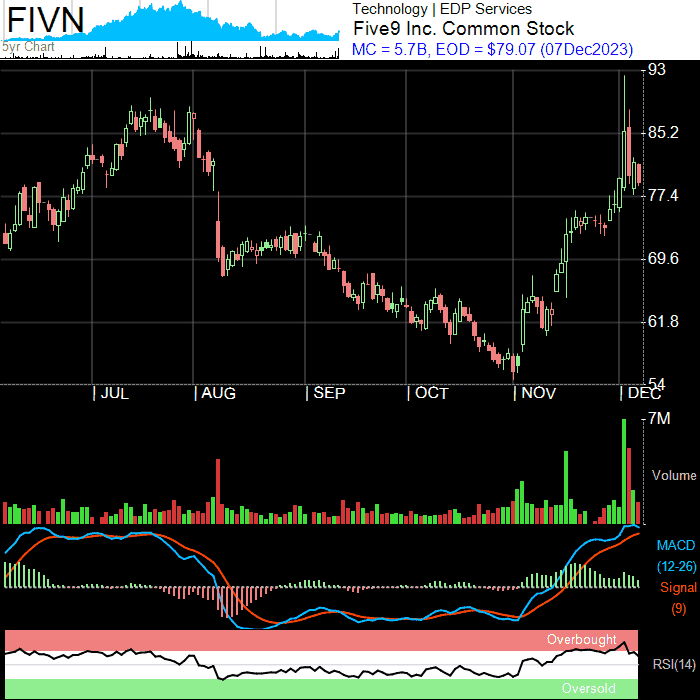 FIVN
5yr Chart
Technology | EDP Services
Five9 Inc. Common Stock
MC = 5.7B, EOD = $79.07 (07Dec2023)
93
85.2
77.4
69.6
61.8
54
| JUL | AUG | SEP | OCT | NOV | DEC
7M
Volume
MACD
(12-26)
Signal
(9)
Overbought
RSI(14)
Oversold